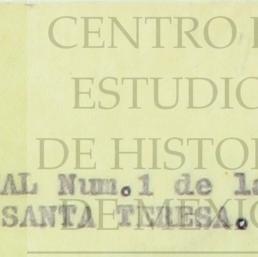 CENTRO
ESTUDIO
DE HISTOR
AL Num.1 de la
SANTA TERESA.
DE MEXIC